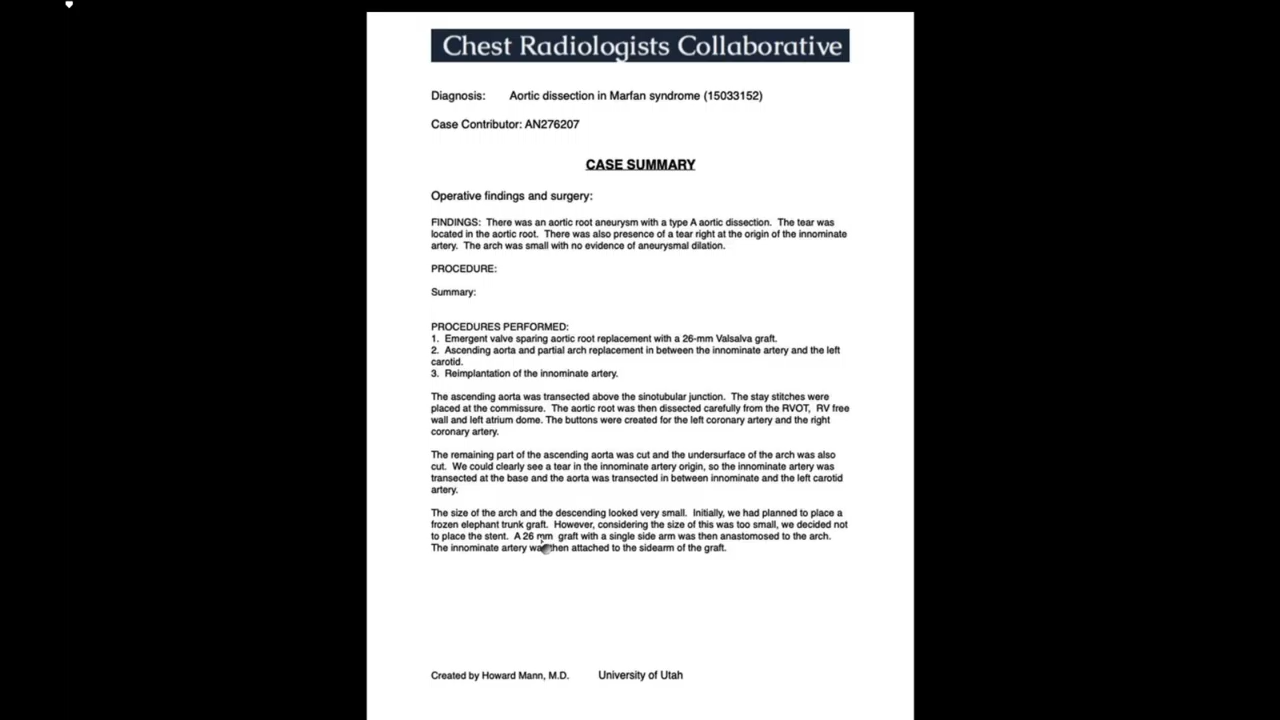 Chest Radiologists Collaborative
Diagnosis: Aortic dissection in Marfan syndrome (15033152)
Case Contributor: AN276207
CASE SUMMARY
Operative findings and surgery:
FINDINGS: There was an aortic root aneurysm with a type A aortic dissection. The tear was
located in the aortic root. There was also presence of a tear right at the origin of the innominate
artery. The arch was small with no evidence of aneurysmal dilation.
PROCEDURE:
Summary:
PROCEDURES PERFORMED:
1. Emergent valve sparing aortic root replacement with a 26-mm Valsalva graft.
2. Ascending aorta and partial arch replacement in between the innominate artery and the left
carotid.
3. Reimplantation of the innominate artery.
The ascending aorta was transected above the sinotubular junction. The stay stitches were
placed at the commissure. The aortic root was then dissected carefully from the RVOT, RV free
wall and left atrium dome. The buttons were created for the left coronary artery and the right
coronary artery.
The remaining part of the ascending aorta was cut and the undersurface of the arch was also
cut. We could clearly see a tear in the innominate artery origin, so the innominate artery was
transected at the base and the aorta was transected in between innominate and the left carotid
artery.
The size of the arch and the descending looked very small. Initially, we had planned to place a
frozen elephant trunk graft. However, considering the size of this was too small, we decided not
to place the stent. A 26 mm graft with a single side arm was then anastomosed to the arch.
The innominate artery was then attached to the sidearm of the graft.
Created by Howard Mann, M.D. University of Utah